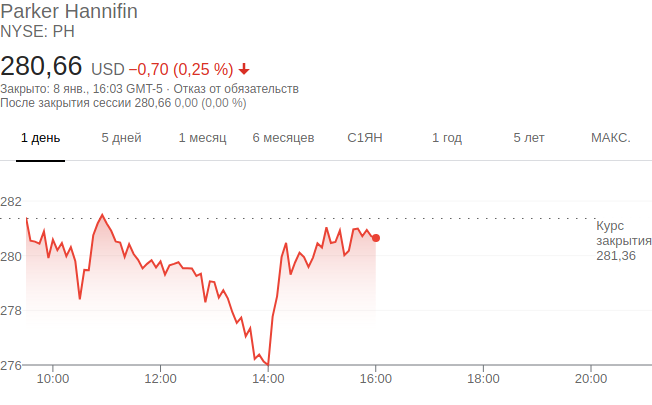 Parker Hannifin
NYSE: PH
280,66 USD −0,70 (0,25 %)
Закрыто: 8 янв., 16:03 GMT-5 · Отказ от обязательств
После закрытия сессии 280,66 0,00 (0,00 %)
1 день 5 дней 1 месяц 6 месяцев С1ЯН 1 год 5 лет МАКС.
282
Курс
закрытия
281,36
280
278
276
10:00 12:00 14:00 16:00 18:00 20:00